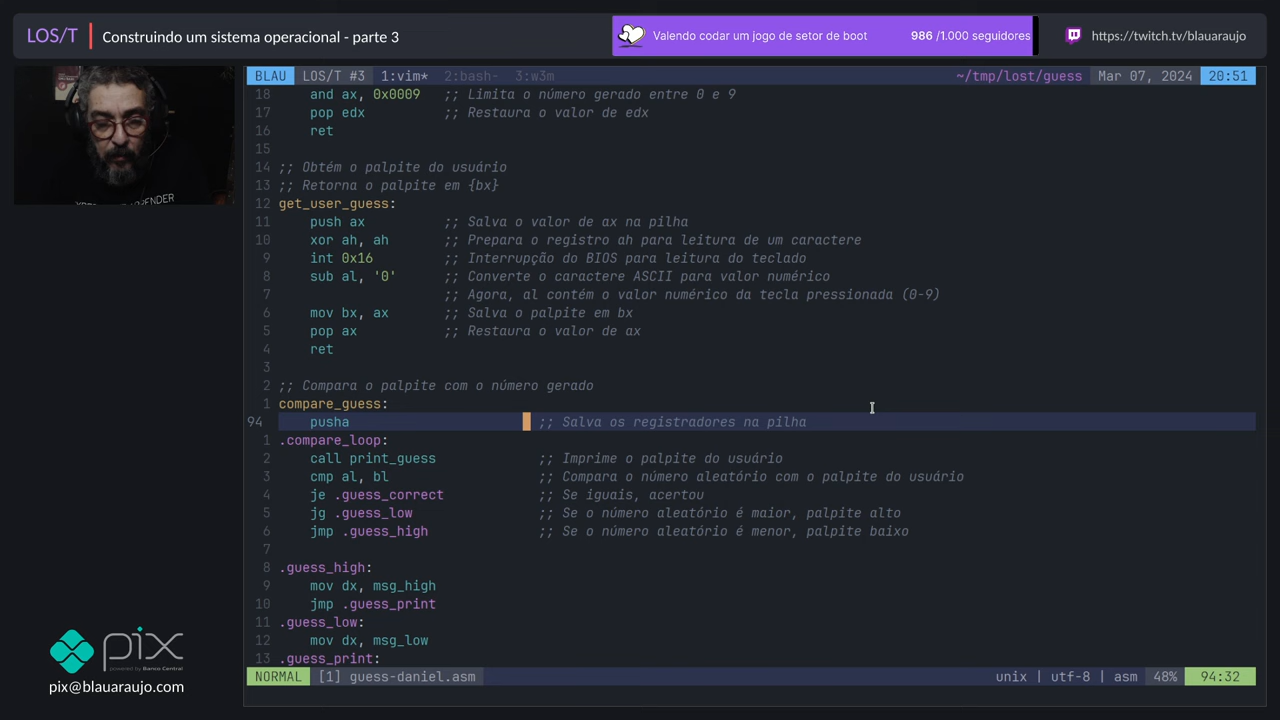 LOS/T | Construindo um sistema operacional - parte 3
Valendo codar um jogo de setor de boot 986 /1.000 seguidores
https://twitch.tv/blauaraujo
BLAU LOS/T #3 1:vim* 2:bash- 3:w3m ~/tmp/lost/guess Mar 07, 2024 20:51
18 and ax, 0x0009 ;; Limita o número gerado entre 0 e 9
17 pop edx ;; Restaura o valor de edx
16 ret
15
14 ;; Obtém o palpite do usuário
13 ;; Retorna o palpite em {bx}
12 get_user_guess:
11 push ax ;; Salva o valor de ax na pilha
10 xor ah, ah ;; Prepara o registro ah para leitura de um caractere
9 int 0x16 ;; Interrupção do BIOS para leitura do teclado
8 sub al, '0' ;; Converte o caractere ASCII para valor numérico
7 ;; Agora, al contém o valor numérico da tecla pressionada (0-9)
6 mov bx, ax ;; Salva o palpite em bx
5 pop ax ;; Restaura o valor de ax
4 ret
3
2 ;; Compara o palpite com o número gerado
1 compare_guess:
94 pusha ;; Salva os registradores na pilha
1 .compare_loop:
2 call print_guess ;; Imprime o palpite do usuário
3 cmp al, bl ;; Compara o número aleatório com o palpite do usuário
4 je .guess_correct ;; Se iguais, acertou
5 jg .guess_low ;; Se o número aleatório é maior, palpite alto
6 jmp .guess_high ;; Se o número aleatório é menor, palpite baixo
7
8 .guess_high:
9 mov dx, msg_high
10 jmp .guess_print
11 .guess_low:
12 mov dx, msg_low
13 .guess_print:
NORMAL [1] guess-daniel.asm unix | utf-8 | asm 48% 94:32
pix
powered by Banco Central
pix@blauaraujo.com